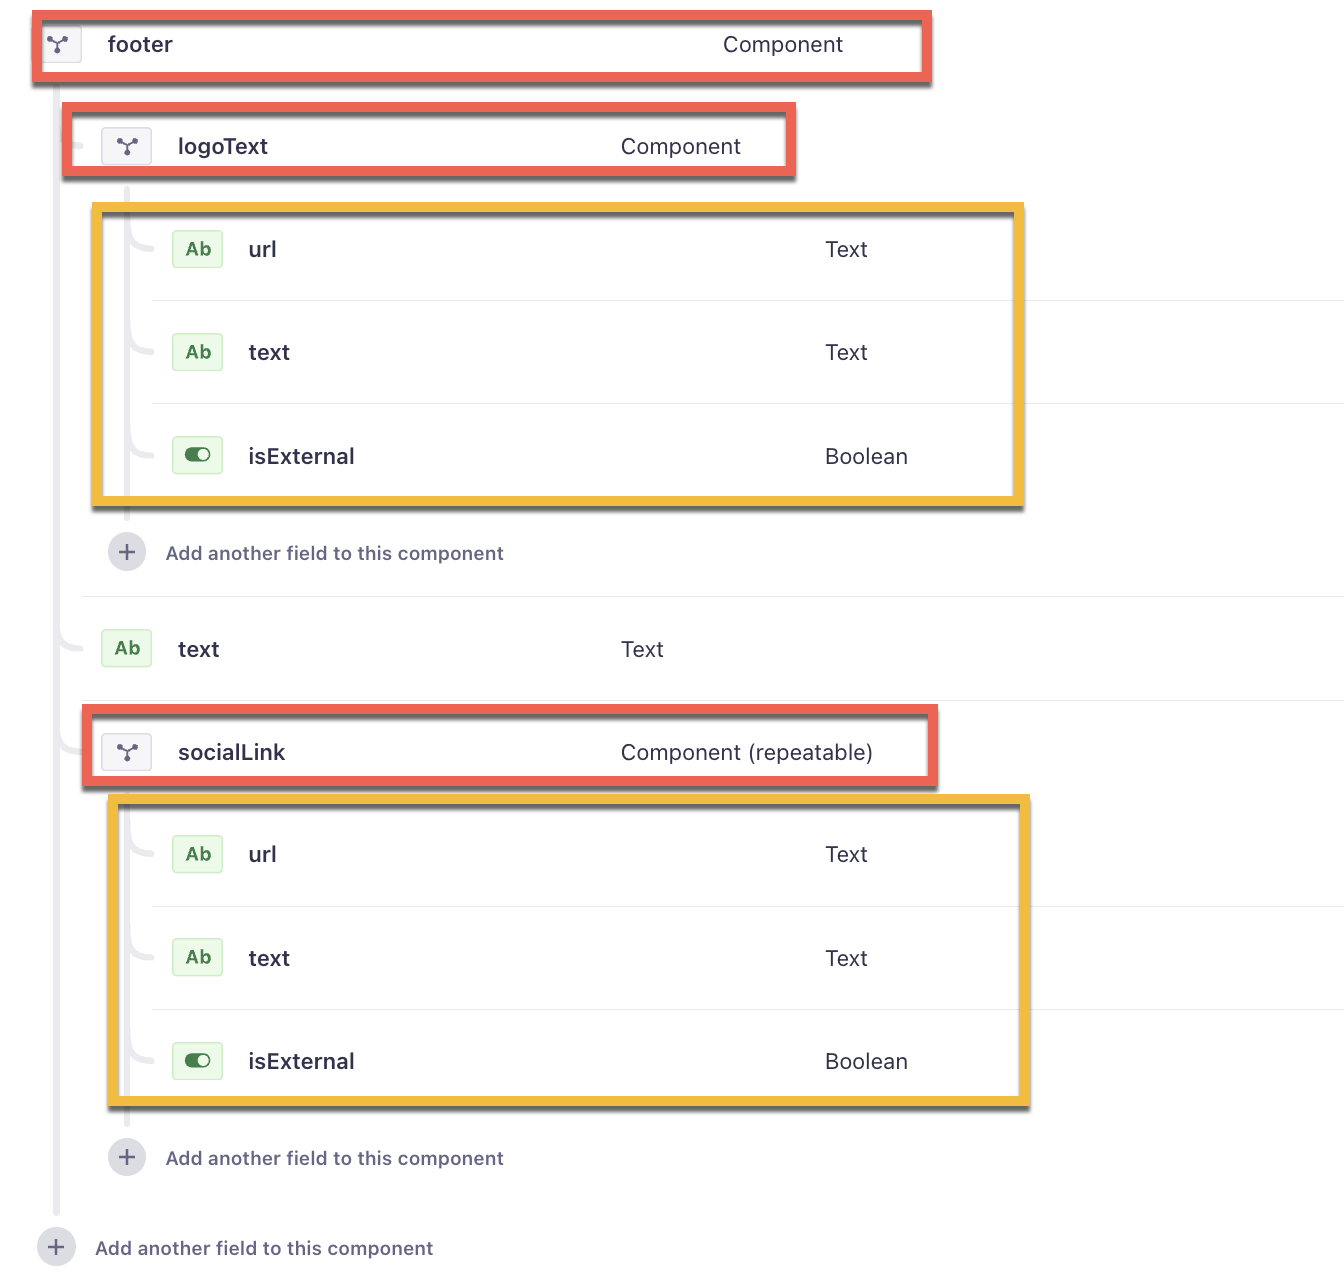 footer Component
logoText Component
Ab url Text
Ab text Text
isExternal Boolean
Add another field to this component
Ab text Text
socialLink Component (repeatable)
Ab url Text
Ab text Text
isExternal Boolean
Add another field to this component
Add another field to this component